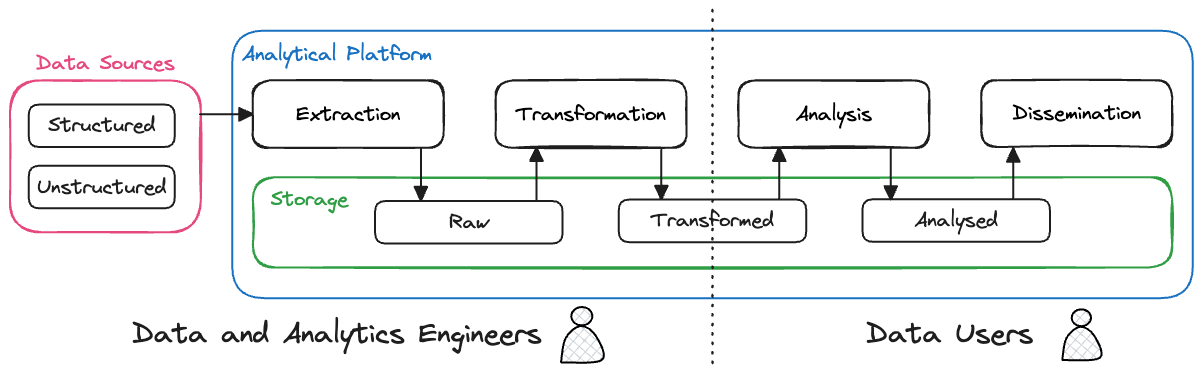 Data Sources
Structured
Unstructured
Analytical Platform
Extraction
Transformation
Analysis
Dissemination
Storage
Raw
Transformed
Analysed
Data and Analytics Engineers
Data Users